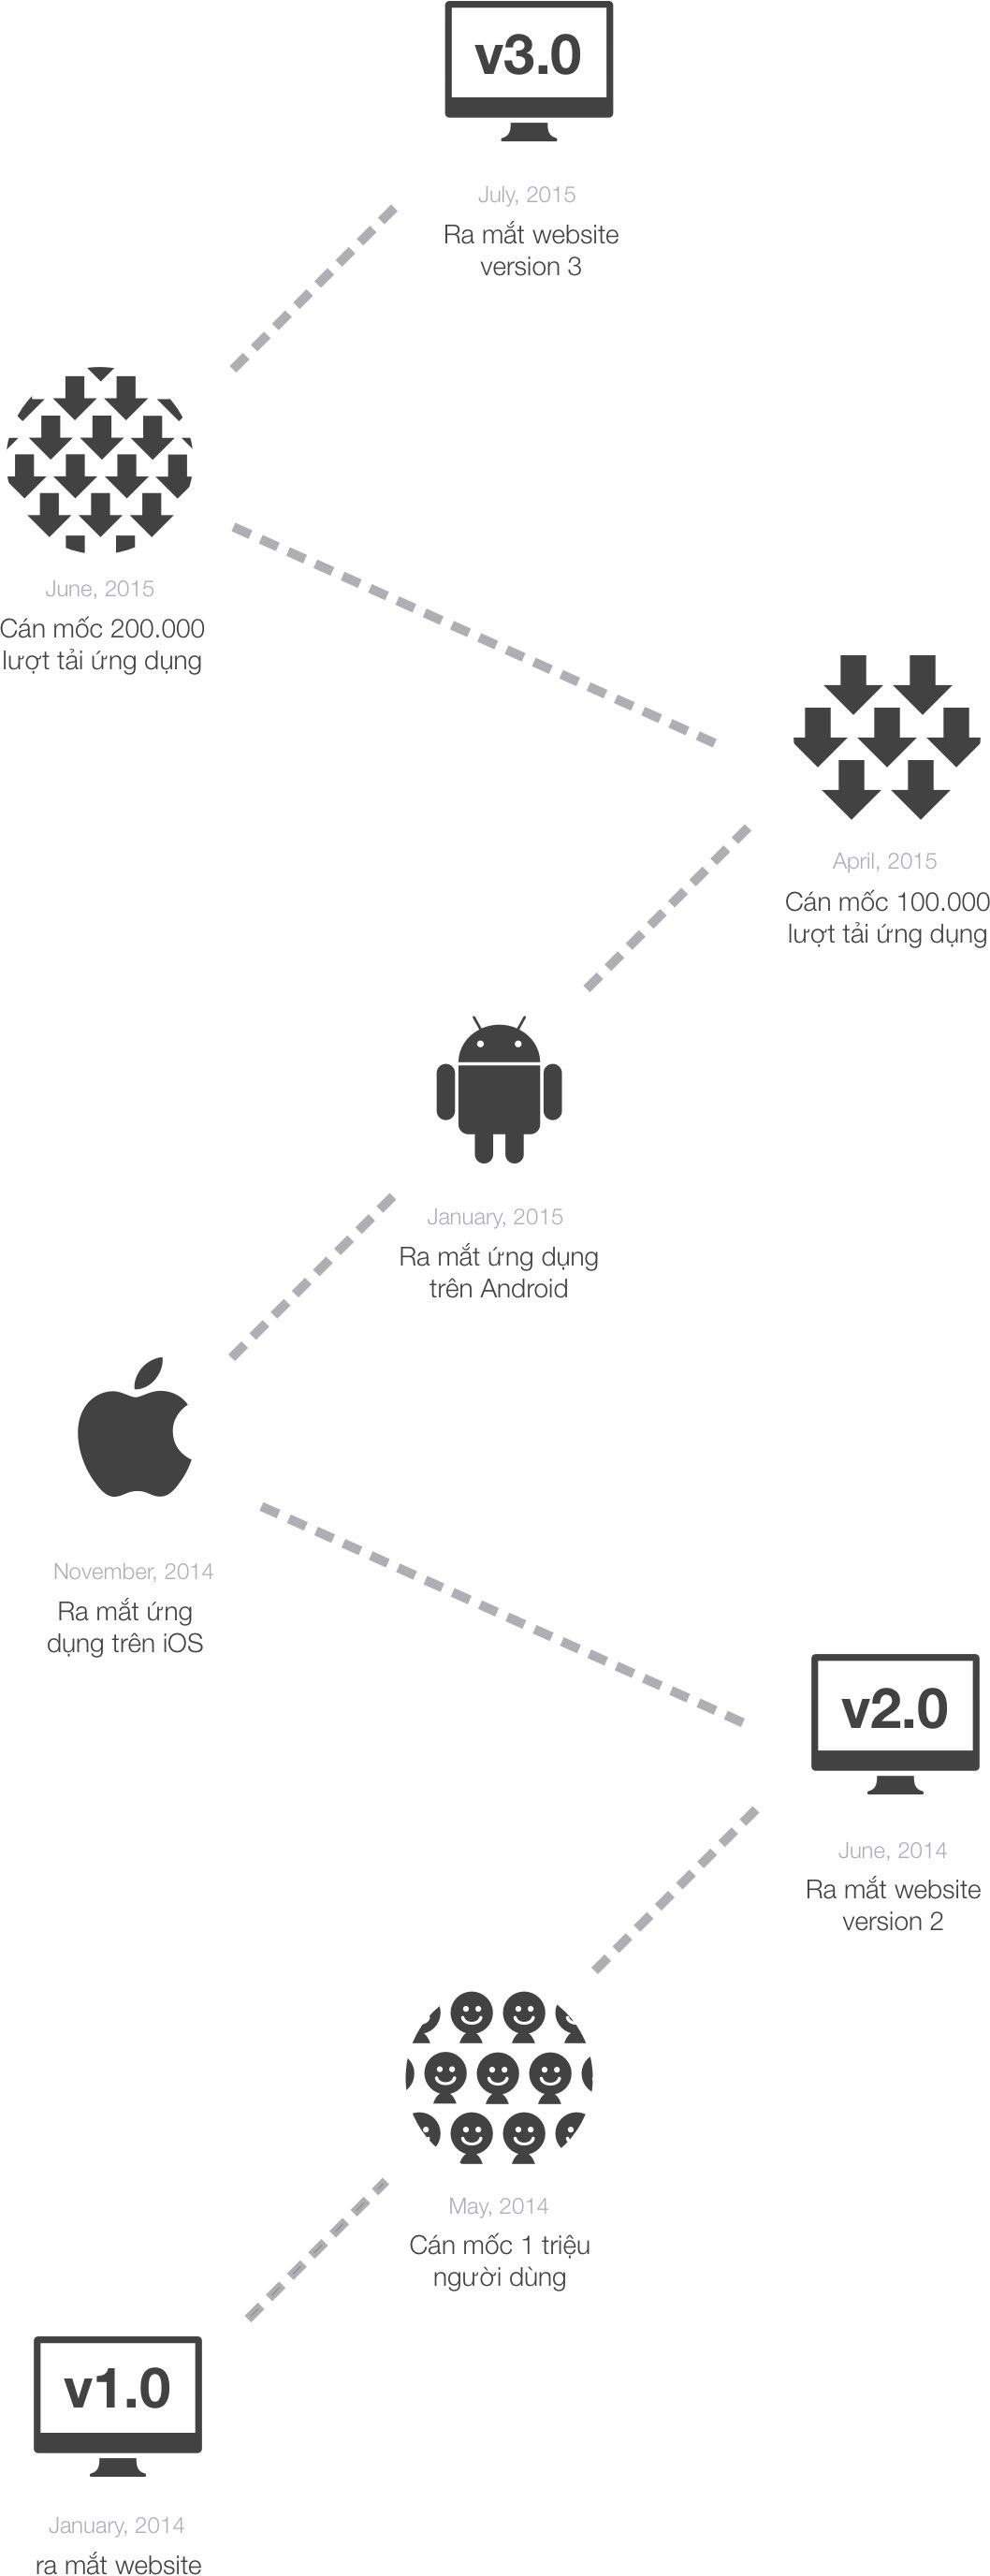 v3.0
July, 2015
Ra mắt website
version 3
June, 2015
Cán mốc 200.000
lượt tải ứng dụng
April, 2015
Cán mốc 100.000
lượt tải ứng dụng
January, 2015
Ra mắt ứng dụng
trên Android
November, 2014
Ra mắt ứng
dụng trên iOS
v2.0
June, 2014
Ra mắt website
version 2
May, 2014
Cán mốc 1 triệu
người dùng
v1.0
January, 2014
ra mắt website